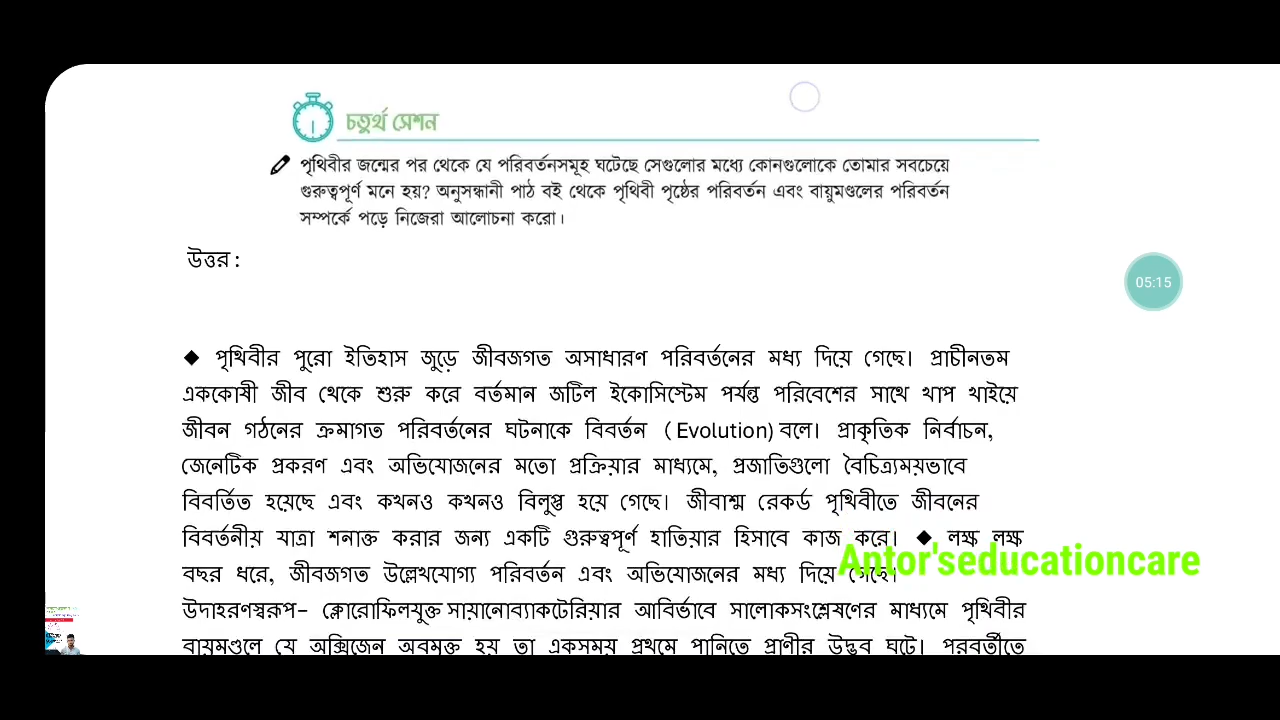 চতুর্থ সেশন
পৃথিবীর জন্মের পর থেকে যে পরিবর্তনসমূহ ঘটেছে সেগুলোর মধ্যে কোনগুলোকে তোমার সবচেয়ে
গুরুত্বপূর্ণ মনে হয়? অনুসন্ধানী পাঠ বই থেকে পৃথিবী পৃষ্ঠের পরিবর্তন এবং বায়ুমণ্ডলের পরিবর্তন
সম্পর্কে পড়ে নিজেরা আলোচনা করো।
উত্তর :
05:15
◆ পৃথিবীর পুরো ইতিহাস জুড়ে জীবজগত অসাধারণ পরিবর্তনের মধ্য দিয়ে গেছে। প্রাচীনতম
এককোষী জীব থেকে শুরু করে বর্তমান জটিল ইকোসিস্টেম পর্যন্ত পরিবেশের সাথে খাপ খাইয়ে
জীবন গঠনের ক্রমাগত পরিবর্তনের ঘটনাকে বিবর্তন (Evolution) বলে। প্রাকৃতিক নির্বাচন,
জেনেটিক প্রকরণ এবং অভিযোজনের মতো প্রক্রিয়ার মাধ্যমে, প্রজাতিগুলো বৈচিত্র্যময়ভাবে
বিবর্তিত হয়েছে এবং কখনও কখনও বিলুপ্ত হয়ে গেছে। জীবাশ্ম রেকর্ড পৃথিবীতে জীবনের
বিবর্তনীয় যাত্রা শনাক্ত করার জন্য একটি গুরুত্বপূর্ণ হাতিয়ার হিসাবে কাজ করে। ◆ লক্ষ লক্ষ
Antor'seducationcare
বছর ধরে, জীবজগত উল্লেখযোগ্য পরিবর্তন এবং অভিযোজনের মধ্য দিয়ে গেছে।
উদাহরণস্বরূপ– ক্লোরোফিলযুক্ত সায়ানোব্যাকটেরিয়ার আবির্ভাবে সালোকসংশ্লেষণের মাধ্যমে পৃথিবীর
বায়ুমণ্ডলে যে অক্সিজেন অবমুক্ত হয় তা একসময় প্রথমে পানিতে প্রাণীর উদ্ভব ঘটে। পরবর্তীতে